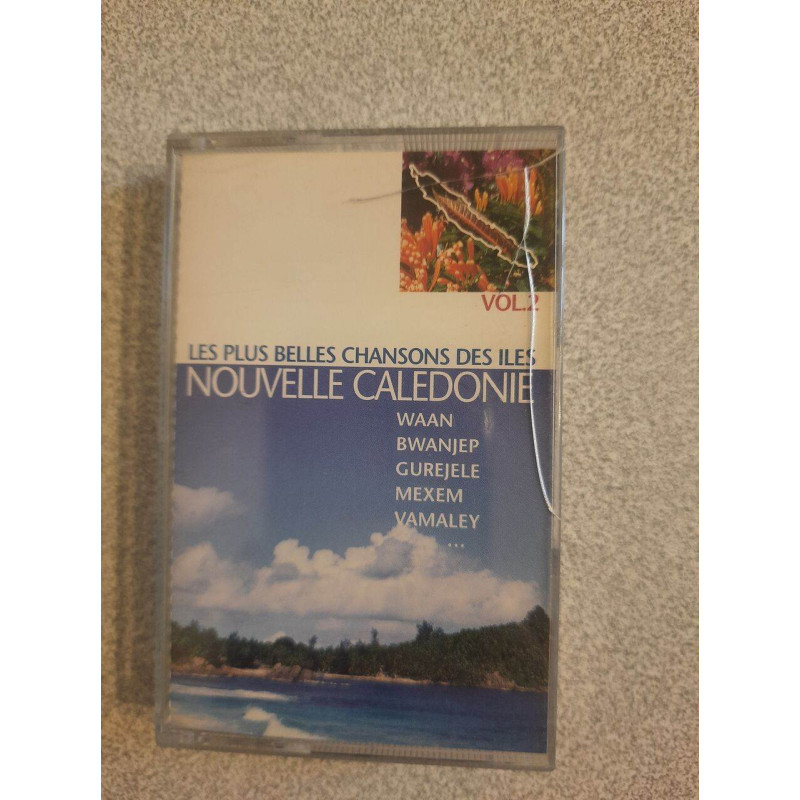 VOL.2
LES PLUS BELLES CHANSONS DES ILES
NOUVELLE CALEDONIE
WAAN
BWANJEP
GUREJELE
MEXEM
VAMALEY
...